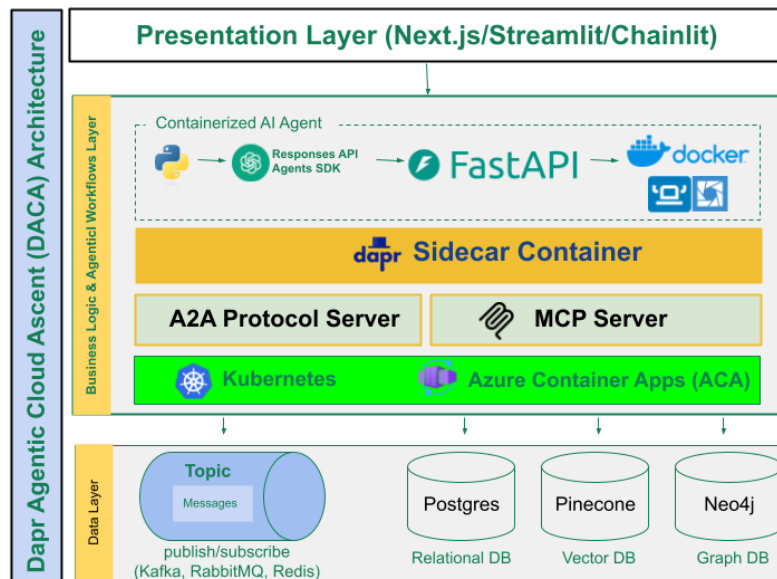 Dapr Agentic Cloud Ascent (DACA) Architecture
Presentation Layer (Next.js/Streamlit/Chainlit)
Business Logic & Agenticl Workflows Layer
Containerized AI Agent
Responses API
Agents SDK
FastAPI
docker
dapr Sidecar Container
A2A Protocol Server
MCP Server
Kubernetes
Azure Container Apps (ACA)
Data Layer
Topic
Messages
publish/subscribe
(Kafka, RabbitMQ, Redis)
Postgres
Relational DB
Pinecone
Vector DB
Neo4j
Graph DB